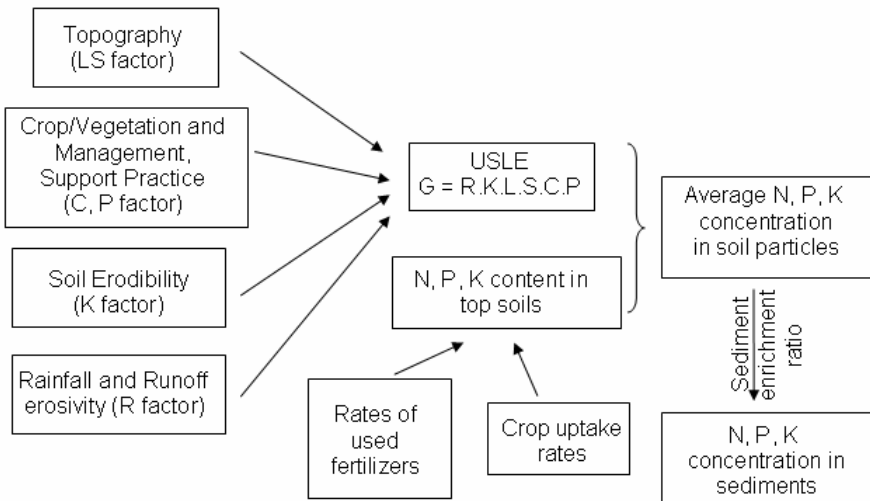 Topography
(LS factor)
Crop/Vegetation and
Management,
Support Practice
(C, P factor)
Soil Erodibility
(K factor)
Rainfall and Runoff
erosivity (R factor)
USLE
G = R.K.L.S.C.P
N, P, K content in
top soils
Rates of
used
fertilizers
Crop uptake
rates
Average N, P, K
concentration
in soil particles
Sediment
enrichment
ratio
N, P, K
concentration in
sediments